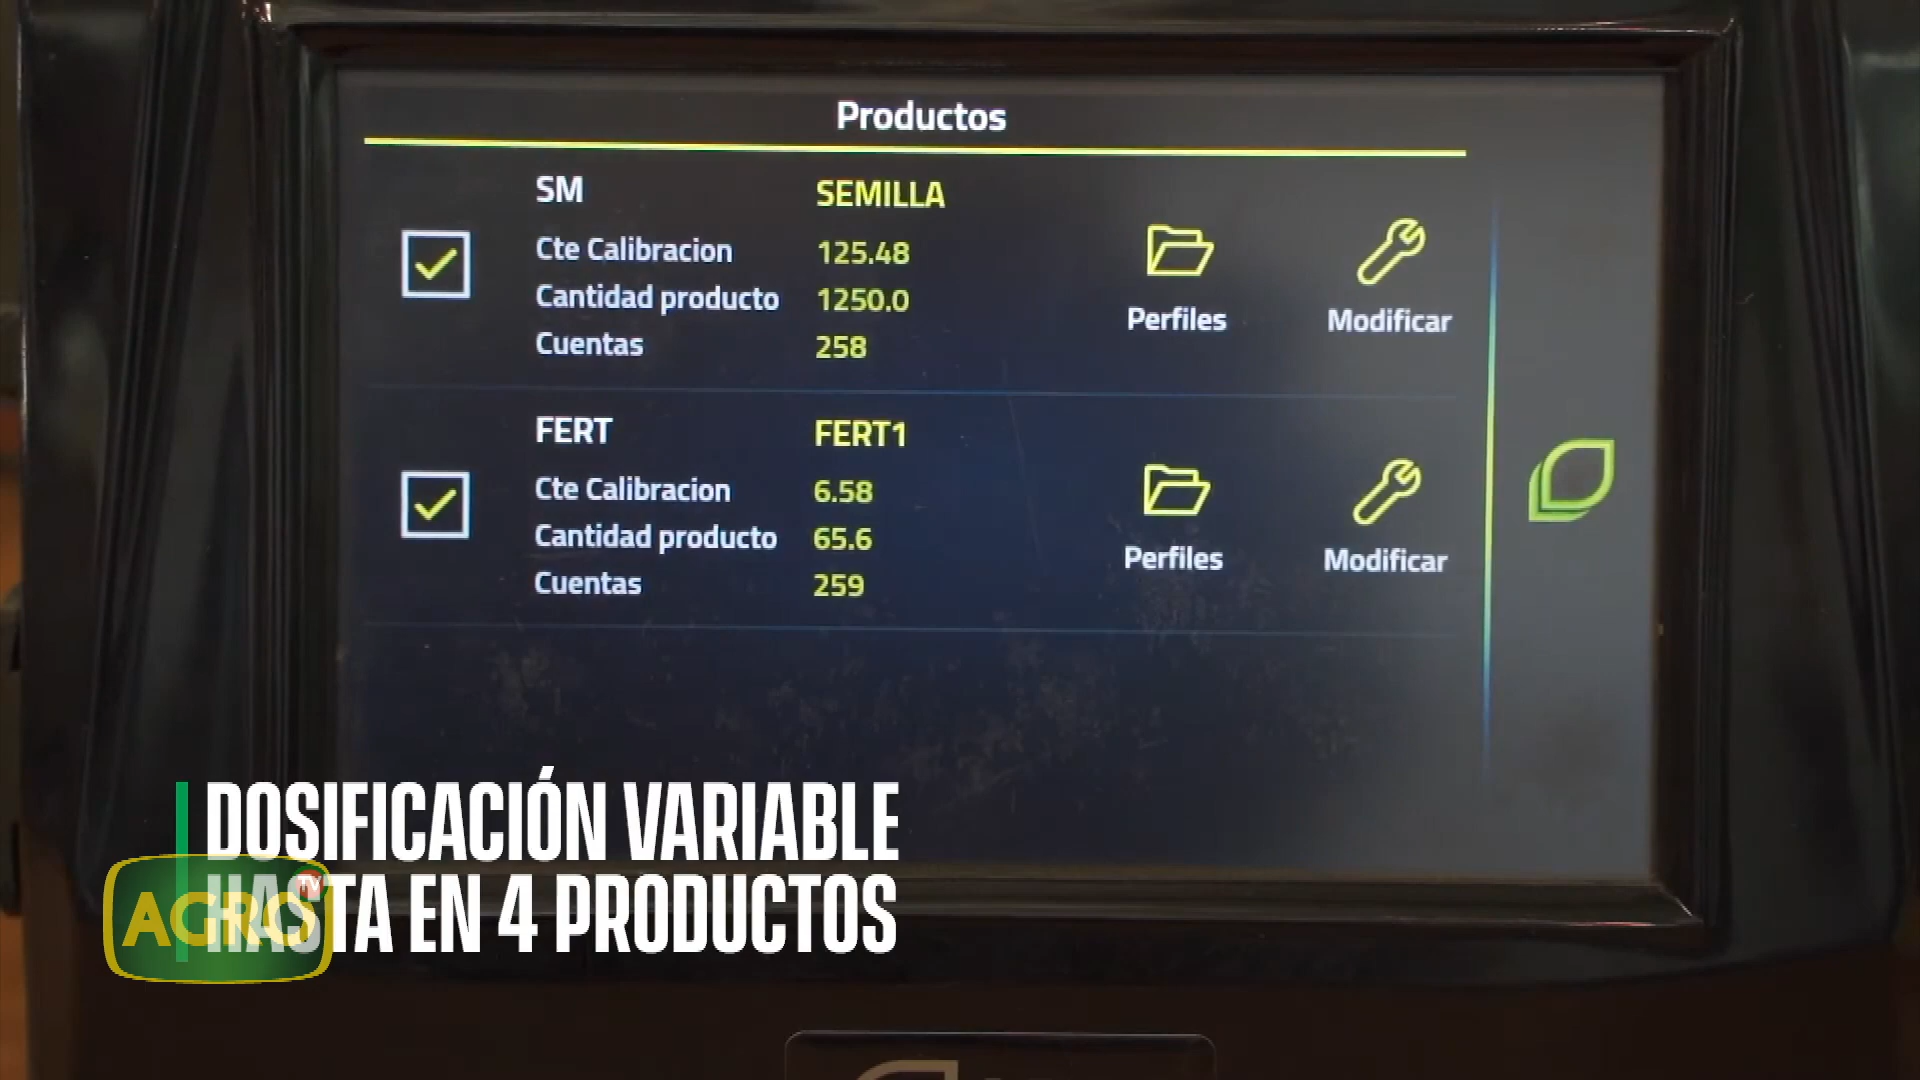 Productos
SM SEMILLA
Cte Calibracion 125.48
Cantidad producto 1250.0
Cuentas 258
Perfiles Modificar
FERT FERT1
Cte Calibracion 6.58
Cantidad producto 65.6
Cuentas 259
Perfiles Modificar
DOSIFICACIÓN VARIABLE
HASTA EN 4 PRODUCTOS
AGRO TV